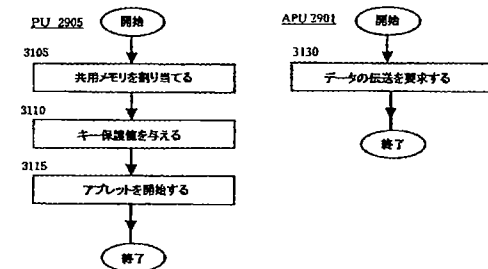 PU 2905
開始
3105
共用メモリを割り当てる
3110
キー保護値を与える
3115
アプレットを開始する
終了
APU 2901
開始
3130
データの伝送を要求する
終了